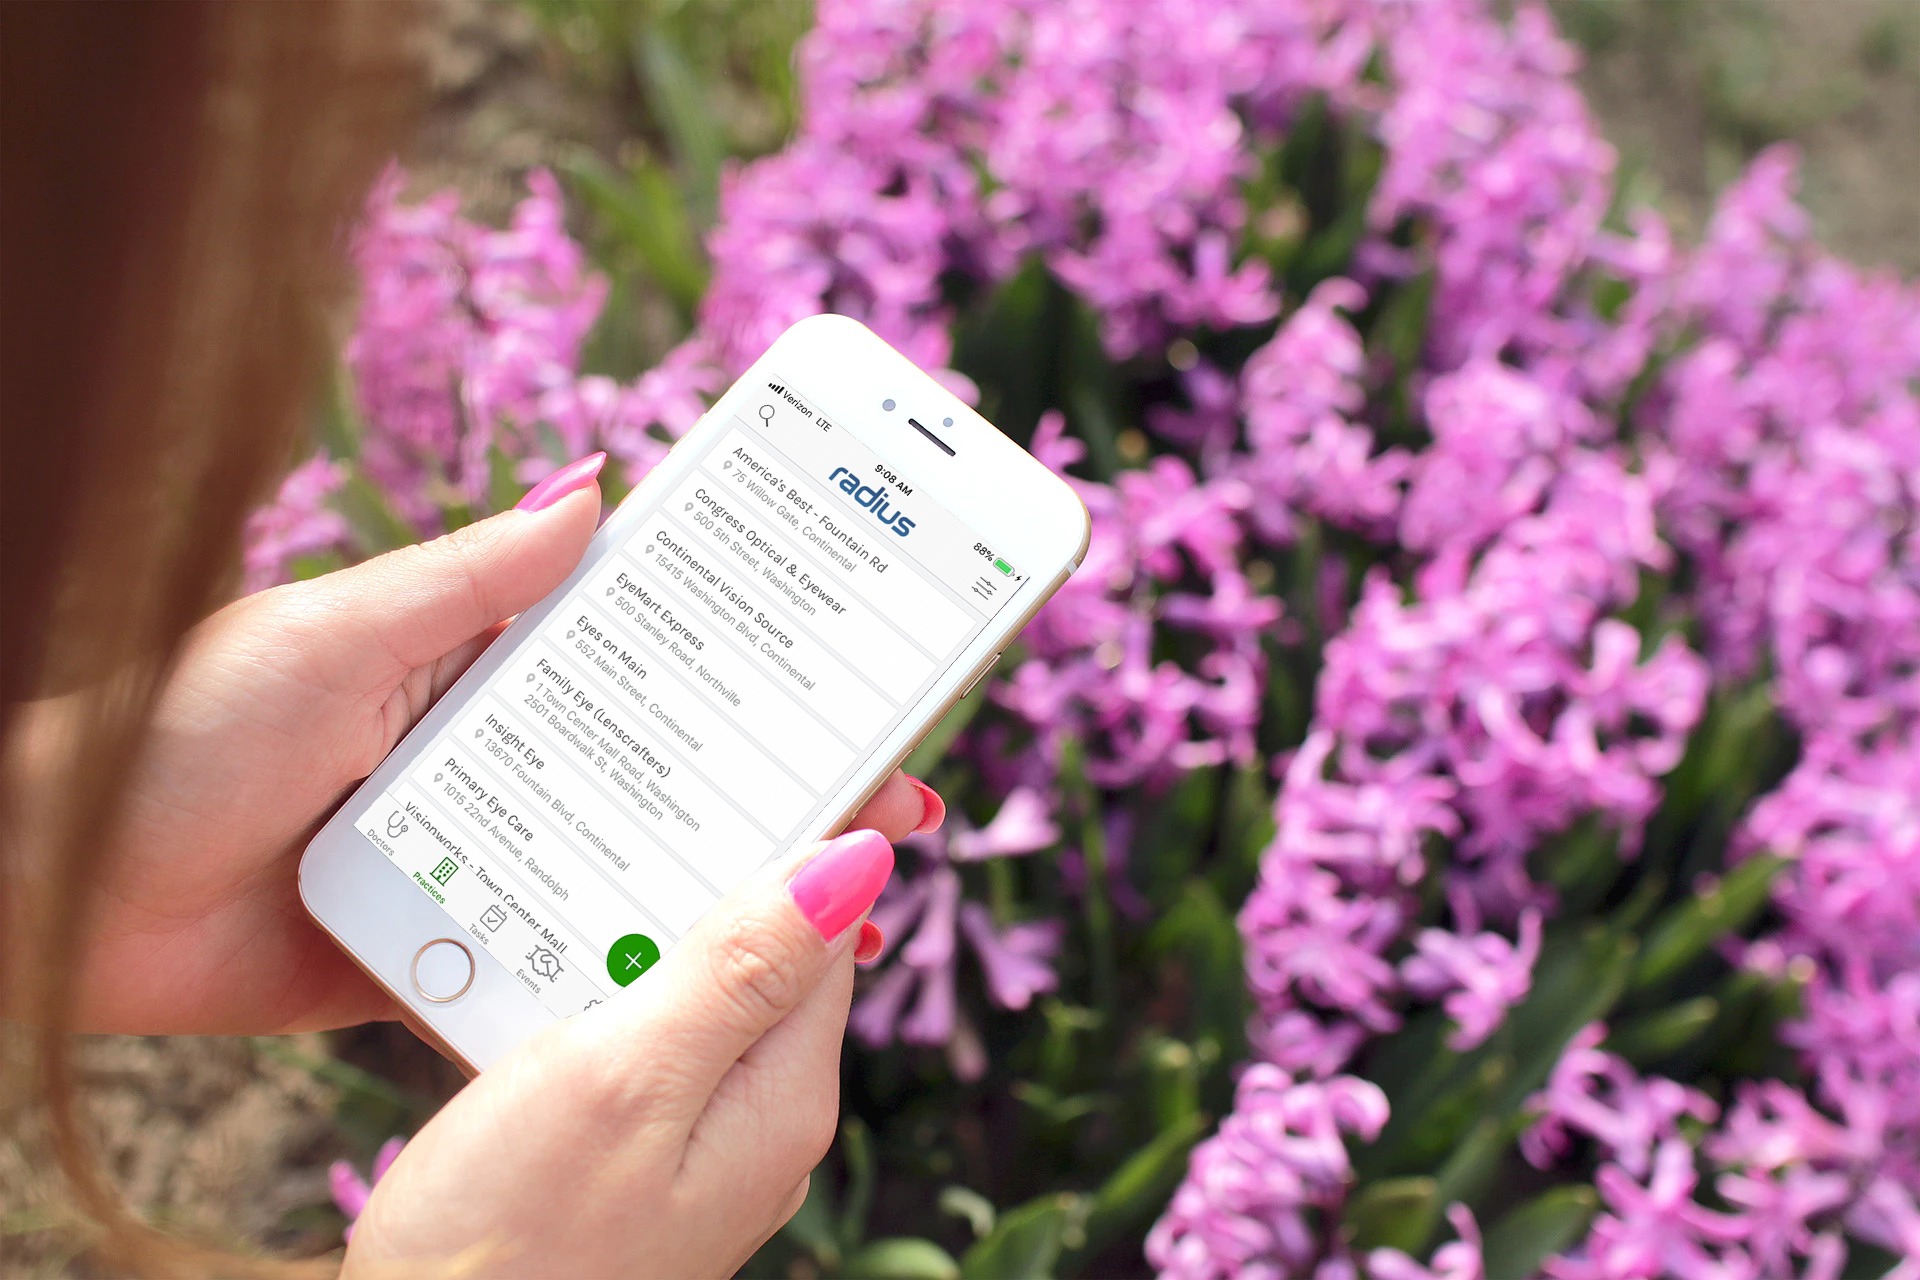 Verizon LTE
9:08 AM
88%
radius
America's Best - Fountain Rd
75 Willow Gate, Continental
Congress Optical & Eyewear
500 5th Street, Washington
Continental Vision Source
15415 Washington Blvd, Continental
EyeMart Express
500 Stanley Road, Northville
Eyes on Main
552 Main Street, Continental
Family Eye (Lenscrafters)
1 Town Center Mall Road, Washington
2501 Boardwalk St, Washington
Insight Eye
13670 Fountain Blvd, Continental
Primary Eye Care
1015 22nd Avenue, Randolph
Visionworks - Town Center Mall
Doctors
Practices
Tasks
Events